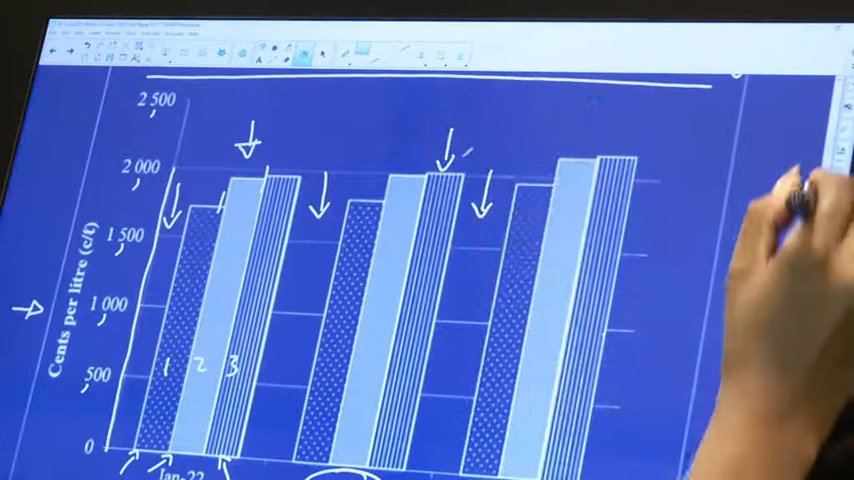 2 500
2 000
1 500
1 000
500
0
Cents per litre (c/ℓ)
1 2 3
Jan-22